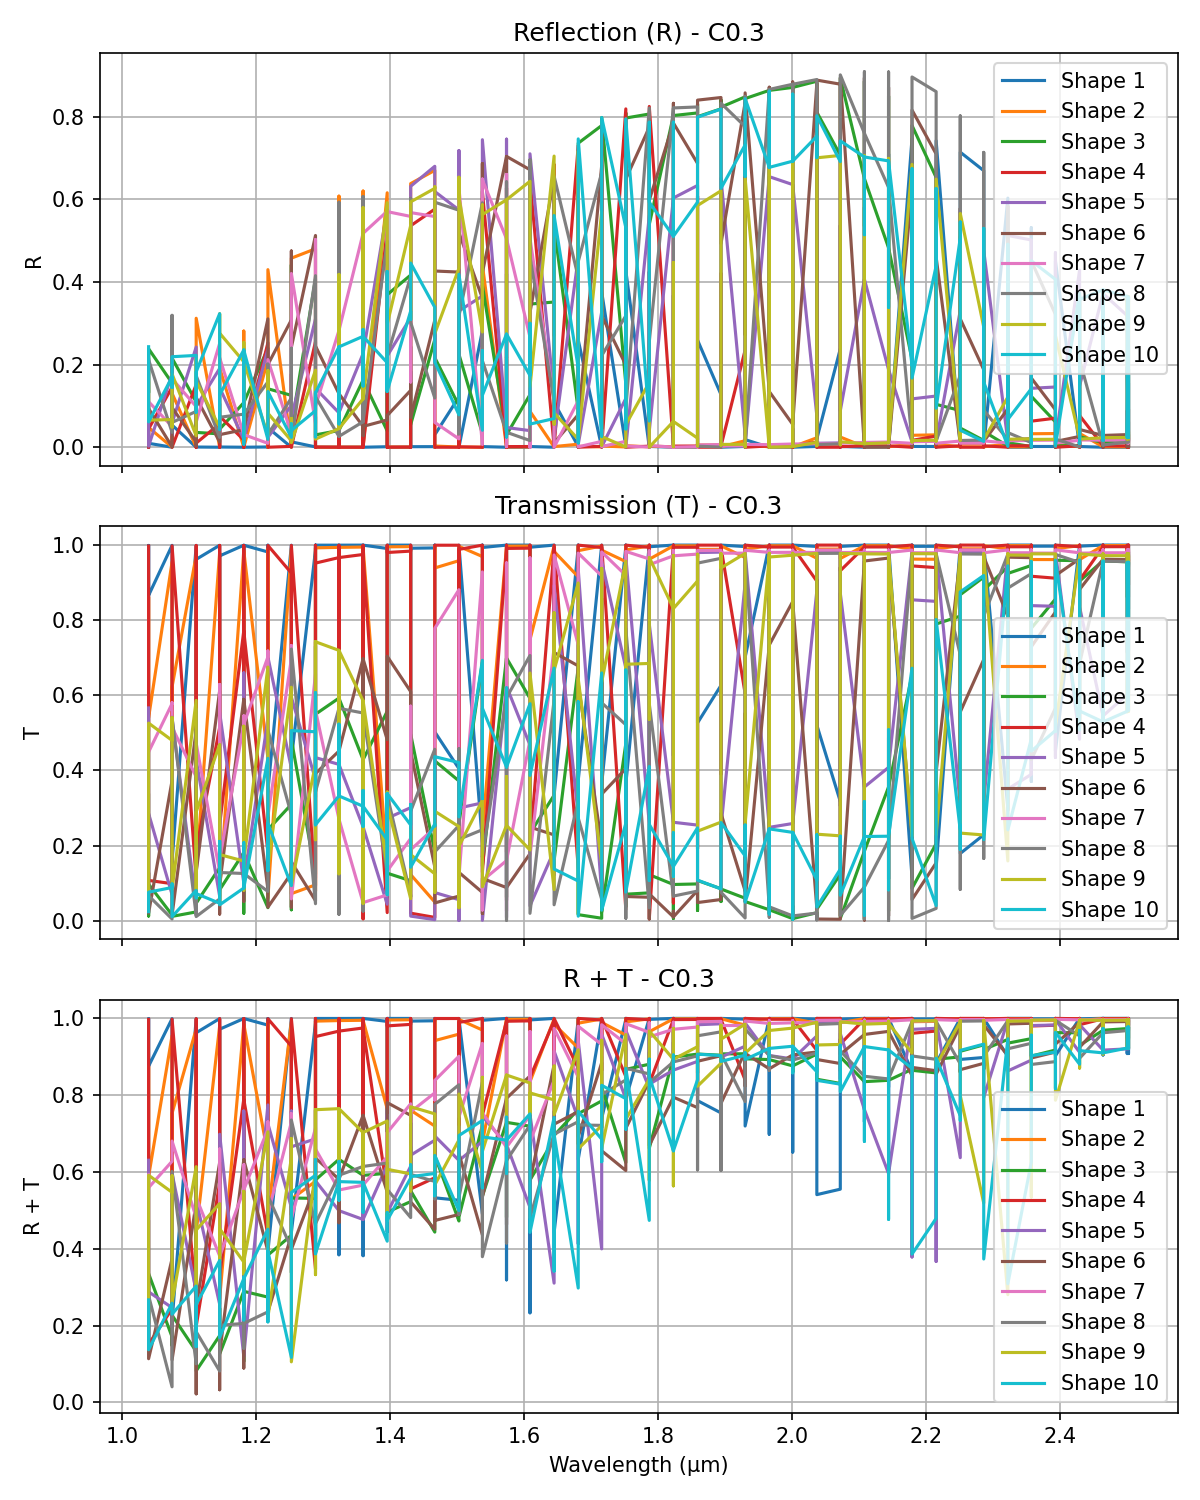 Reflection (R) - C0.3
R
0.8
0.6
0.4
0.2
0.0
Shape 1
Shape 2
Shape 3
Shape 4
Shape 5
Shape 6
Shape 7
Shape 8
Shape 9
Shape 10
Transmission (T) - C0.3
T
1.0
0.8
0.6
0.4
0.2
0.0
Shape 1
Shape 2
Shape 3
Shape 4
Shape 5
Shape 6
Shape 7
Shape 8
Shape 9
Shape 10
R + T - C0.3
R + T
1.0
0.8
0.6
0.4
0.2
0.0
Shape 1
Shape 2
Shape 3
Shape 4
Shape 5
Shape 6
Shape 7
Shape 8
Shape 9
Shape 10
1.0 1.2 1.4 1.6 1.8 2.0 2.2 2.4
Wavelength (μm)